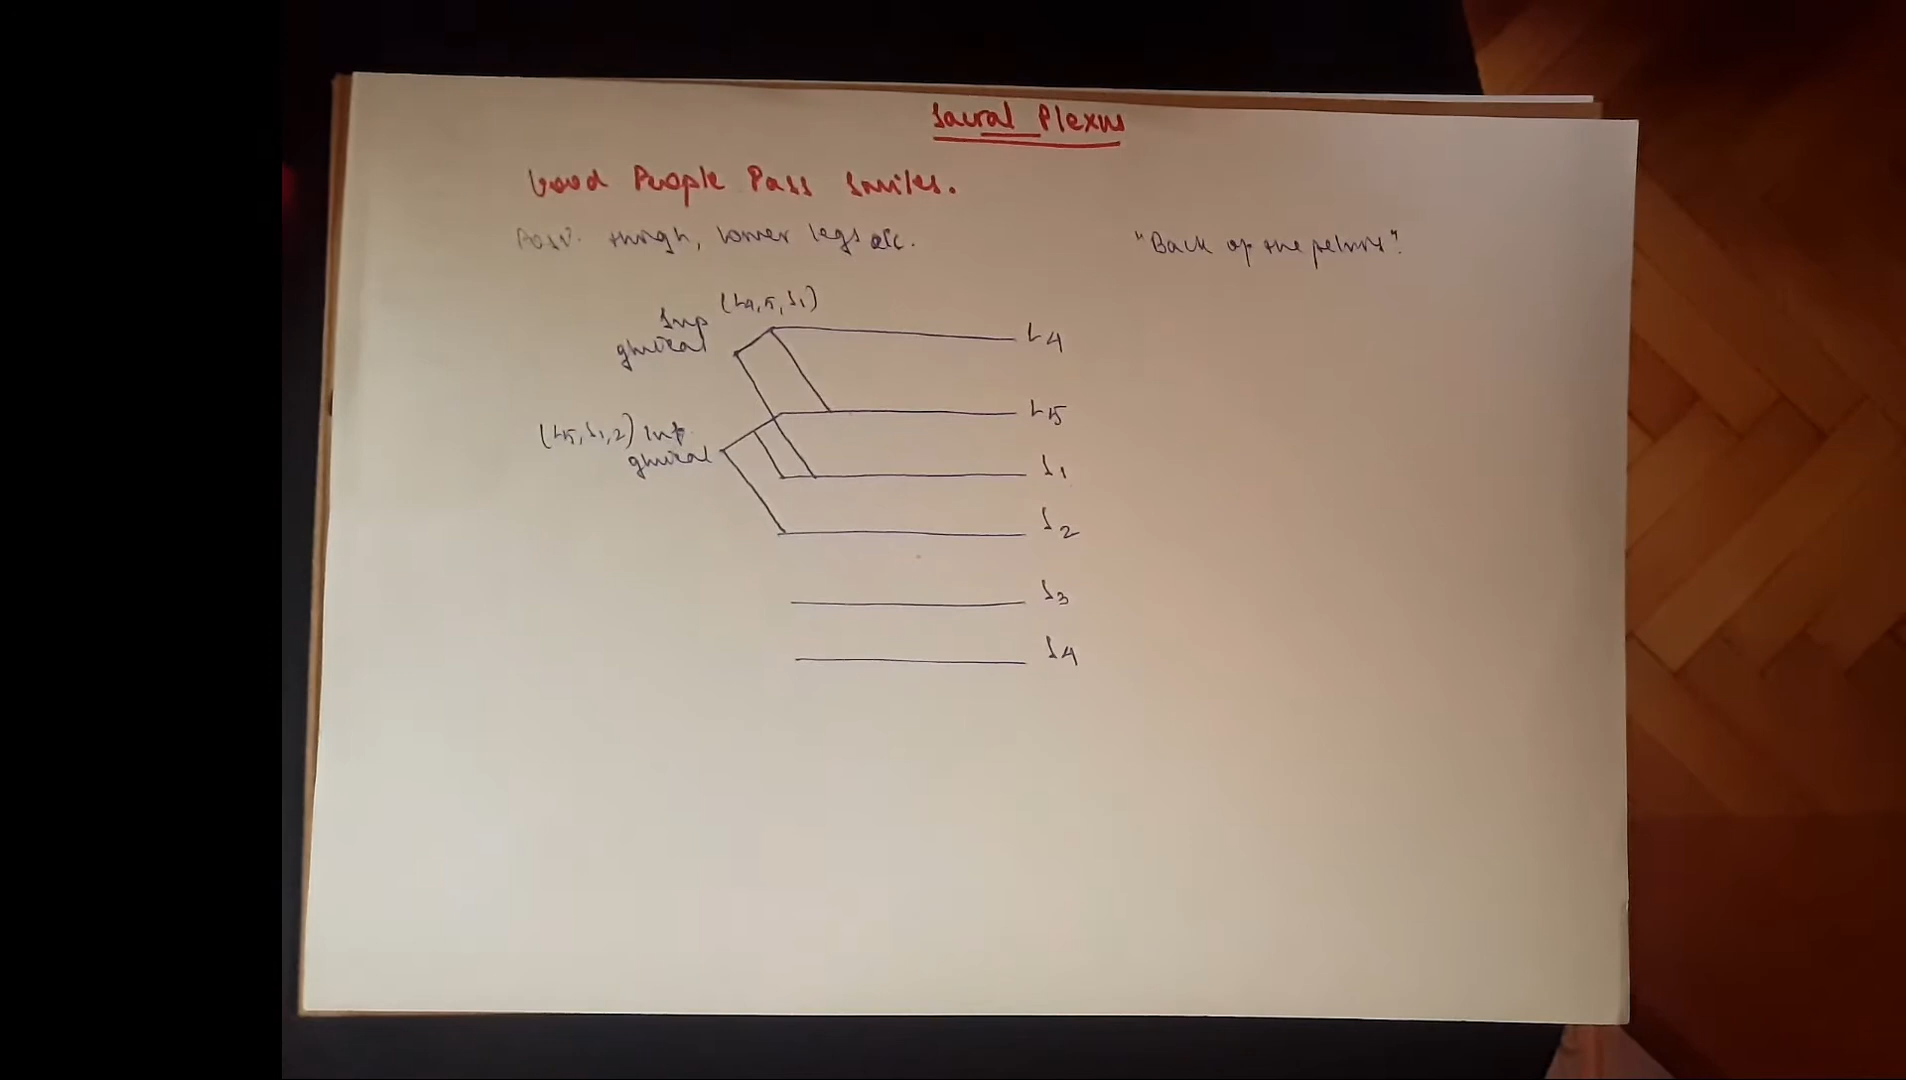 Sacral Plexus
Good People Pass Smiles.
Post. thigh, lower legs etc.
"Back of the pelvis".
(L4,5,S1)
Sup
gluteal
L4
L5
(L5,S1,2) Inf.
gluteal
S1
S2
S3
S4